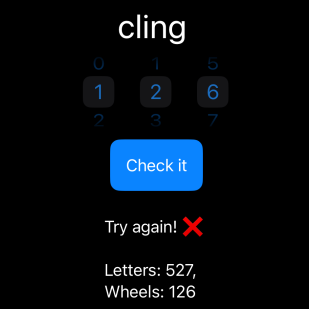 cling
0 1 5
1 2 6
2 3 7
Check it
Try again! ❌
Letters: 527,
Wheels: 126